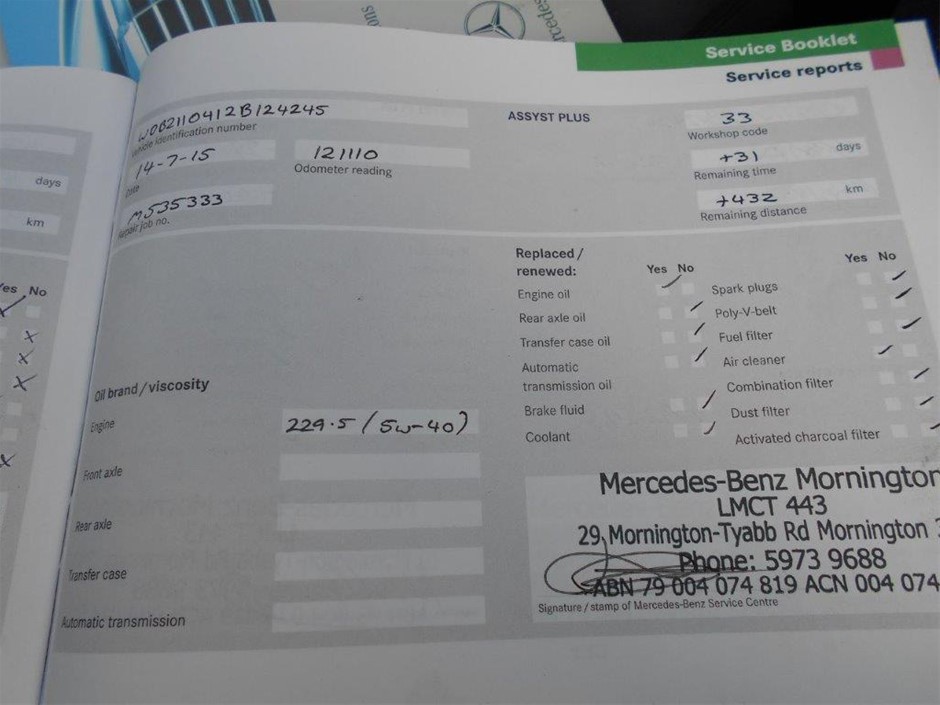 Mercedes
Service Booklet
Service reports
WDB2110412B124245
Vehicle identification number
ASSYST PLUS
33
Workshop code
14-7-15
Date
121110
Odometer reading
+31 days
Remaining time
M535333
Repair job no.
+432 km
Remaining distance
days
km
Yes No
Replaced /
renewed:
Yes No
Yes No
Engine oil
Spark plugs
Rear axle oil
Poly-V-belt
Transfer case oil
Fuel filter
Automatic
transmission oil
Air cleaner
Combination filter
Brake fluid
Dust filter
Coolant
Activated charcoal filter
Oil brand / viscosity
Engine
229.5 / (5w-40)
Front axle
Rear axle
Transfer case
Automatic transmission
Mercedes-Benz Mornington
LMCT 443
29 Mornington-Tyabb Rd Mornington
Phone: 5973 9688
ABN 79 004 074 819 ACN 004 074
Signature / stamp of Mercedes-Benz Service Centre